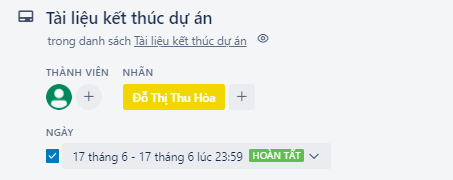 Tài liệu kết thúc dự án
trong danh sách Tài liệu kết thúc dự án
THÀNH VIÊN NHÃN
+ Đỗ Thị Thu Hòa +
NGÀY
17 tháng 6 - 17 tháng 6 lúc 23:59 HOÀN TẤT